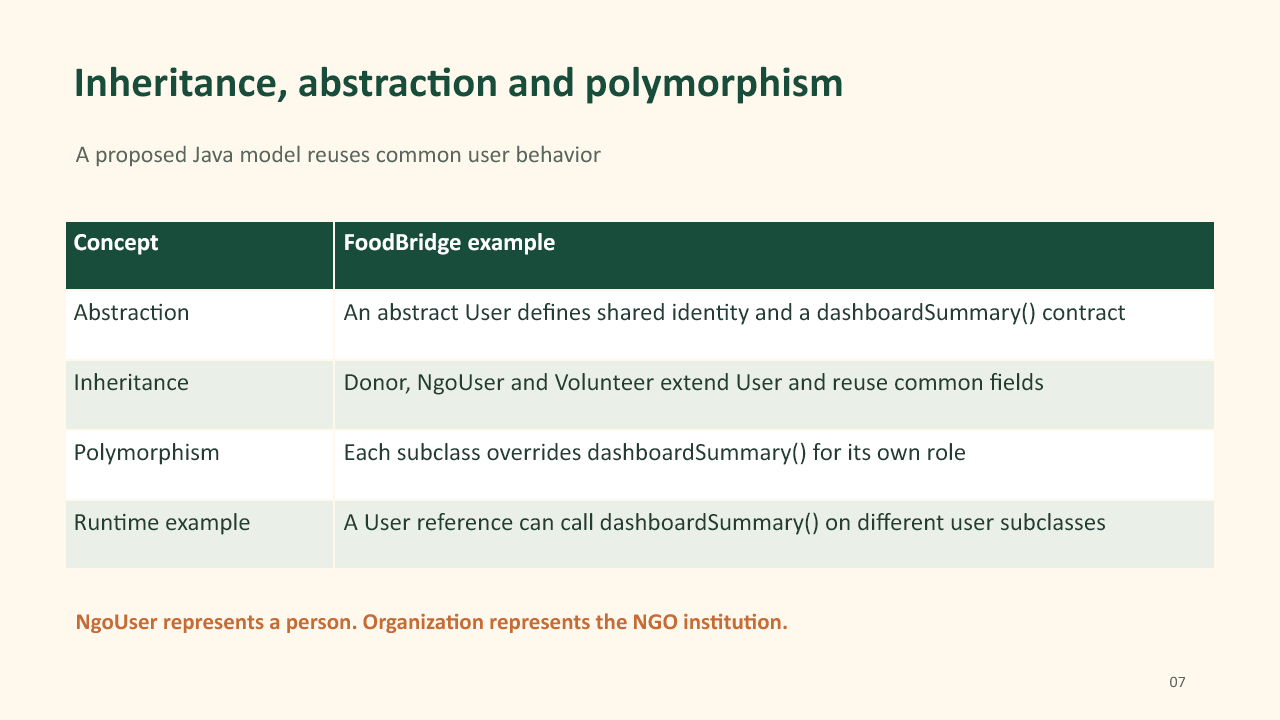 Inheritance, abstraction and polymorphism
A proposed Java model reuses common user behavior
Concept
FoodBridge example
Abstraction
An abstract User defines shared identity and a dashboardSummary() contract
Inheritance
Donor, NgoUser and Volunteer extend User and reuse common fields
Polymorphism
Each subclass overrides dashboardSummary() for its own role
Runtime example
A User reference can call dashboardSummary() on different user subclasses
NgoUser represents a person. Organization represents the NGO institution.
07